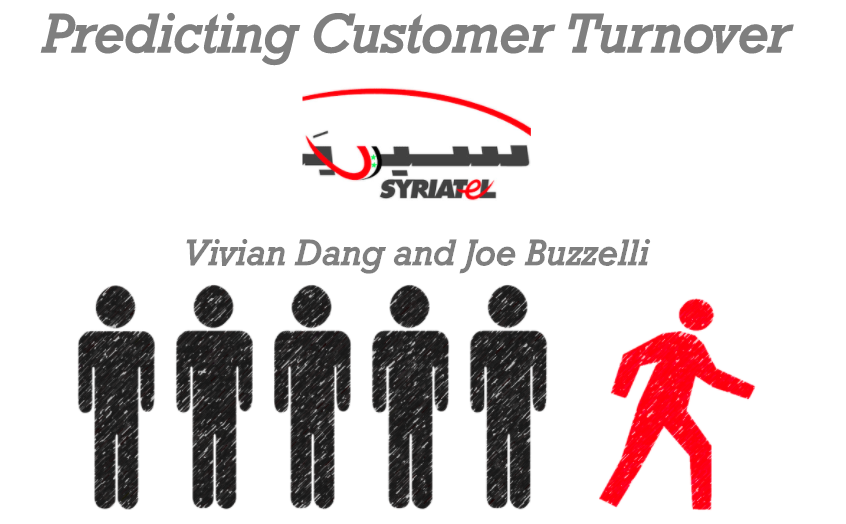 Predicting Customer Turnover
SYRIATEL
Vivian Dang and Joe Buzzelli